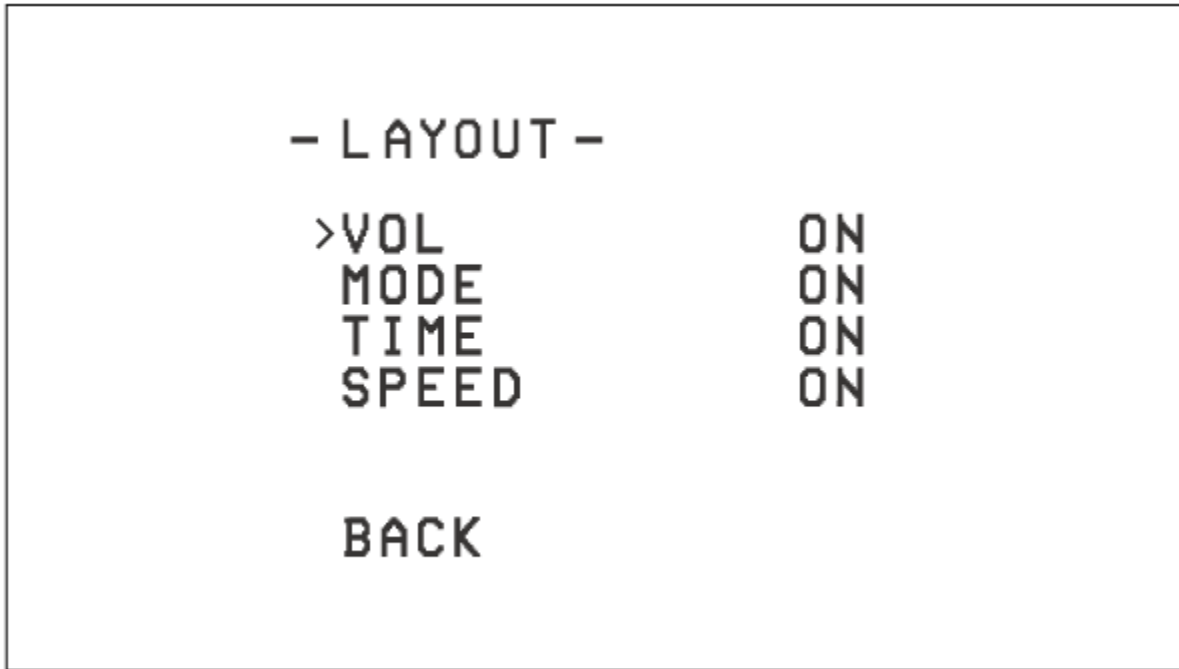 - LAYOUT -
>VOL ON
MODE ON
TIME ON
SPEED ON
BACK